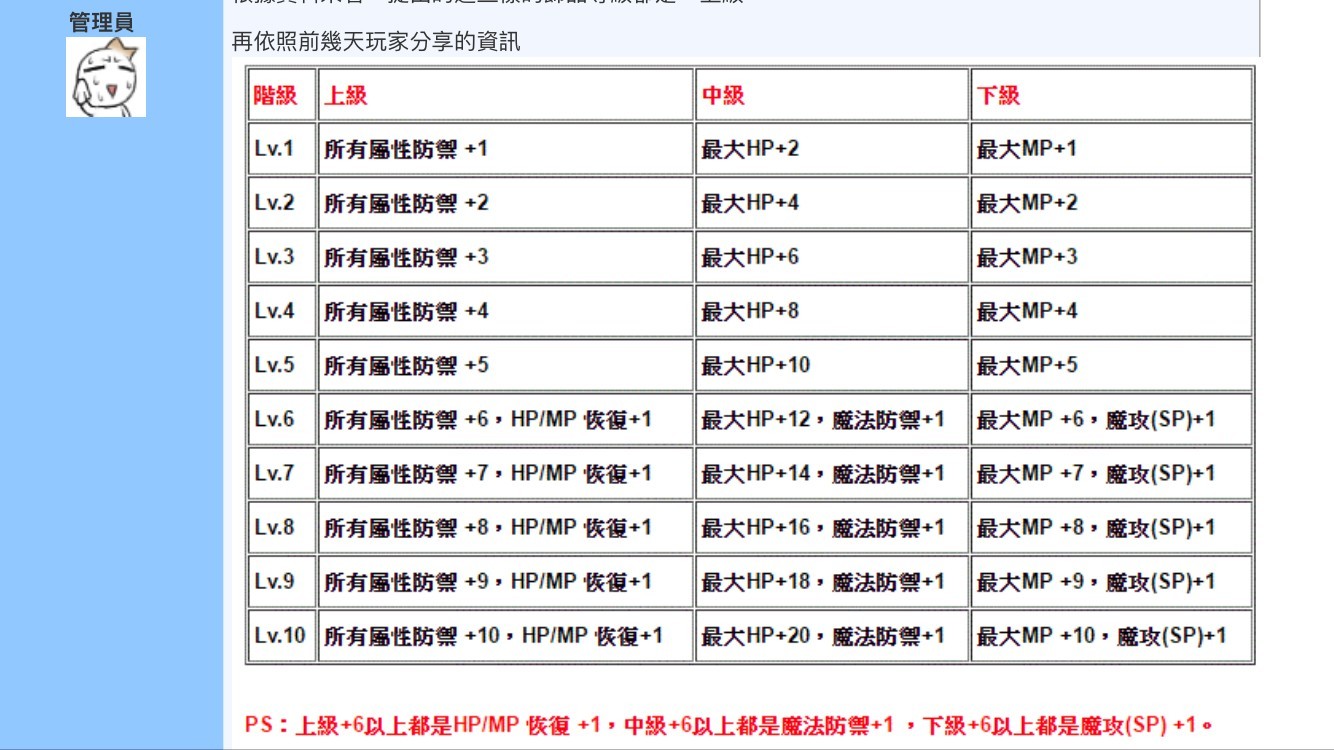 管理員
再依照前幾天玩家分享的資訊
階級 上級 中級 下級
Lv.1 所有屬性防禦 +1 最大HP+2 最大MP+1
Lv.2 所有屬性防禦 +2 最大HP+4 最大MP+2
Lv.3 所有屬性防禦 +3 最大HP+6 最大MP+3
Lv.4 所有屬性防禦 +4 最大HP+8 最大MP+4
Lv.5 所有屬性防禦 +5 最大HP+10 最大MP+5
Lv.6 所有屬性防禦 +6，HP/MP 恢復+1 最大HP+12，魔法防禦+1 最大MP +6，魔攻(SP)+1
Lv.7 所有屬性防禦 +7，HP/MP 恢復+1 最大HP+14，魔法防禦+1 最大MP +7，魔攻(SP)+1
Lv.8 所有屬性防禦 +8，HP/MP 恢復+1 最大HP+16，魔法防禦+1 最大MP +8，魔攻(SP)+1
Lv.9 所有屬性防禦 +9，HP/MP 恢復+1 最大HP+18，魔法防禦+1 最大MP +9，魔攻(SP)+1
Lv.10 所有屬性防禦 +10，HP/MP 恢復+1 最大HP+20，魔法防禦+1 最大MP +10，魔攻(SP)+1
PS：上級+6以上都是HP/MP 恢復 +1，中級+6以上都是魔法防禦+1 ，下級+6以上都是魔攻(SP) +1。